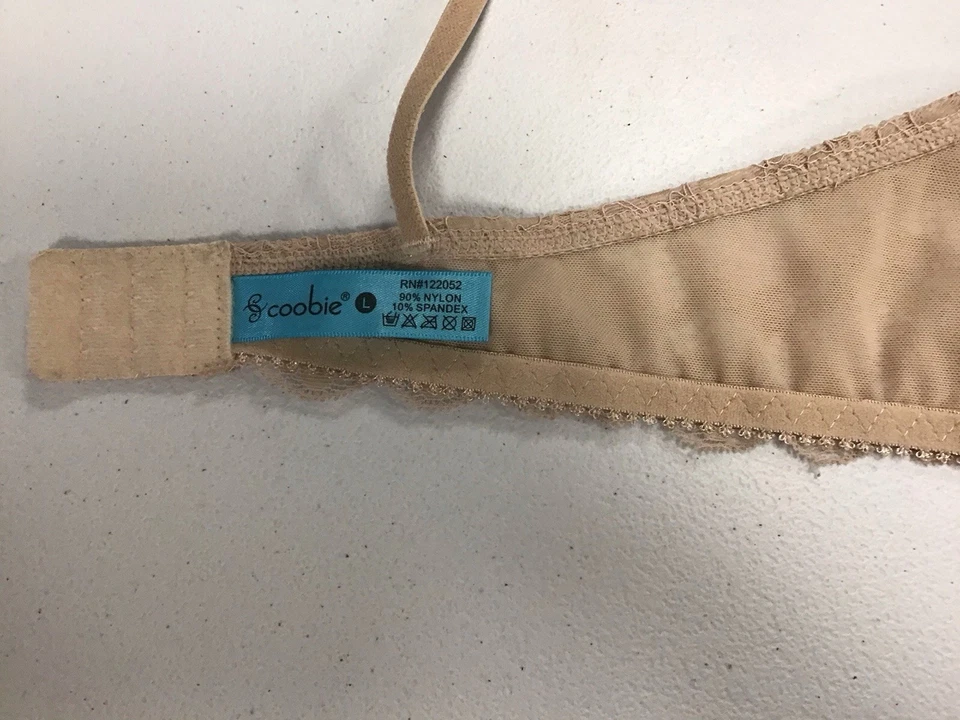 coobie® L
RN#122052
90% NYLON
10% SPANDEX